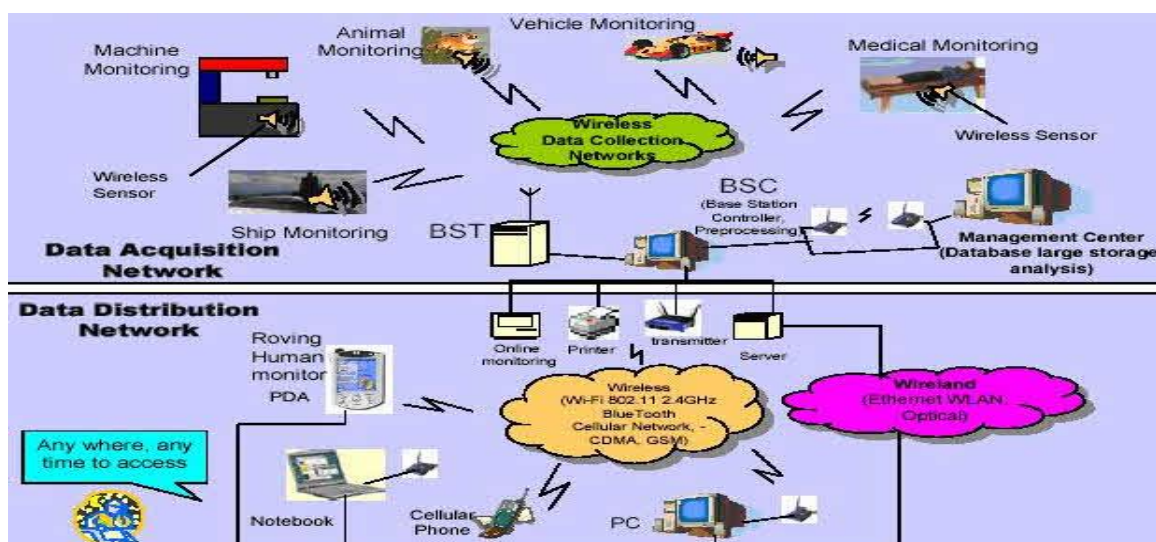 Machine
Monitoring
Animal
Monitoring
Vehicle Monitoring
Medical Monitoring
Wireless
Data Collection
Networks
Wireless Sensor
Wireless
Sensor
Ship Monitoring
BST
BSC
(Base Station
Controller,
Preprocessing)
Management Center
(Database large storage
analysis)
Data Acquisition
Network
Data Distribution
Network
Online
monitoring
Printer
transmitter
Server
Roving
Human
monitor
PDA
Wireless
(Wi-Fi 802.11 2.4GHz
BlueTooth
Cellular Network, -
CDMA, GSM)
Wireland
(Ethernet WLAN,
Optical)
Any where, any
time to access
Notebook
Cellular
Phone
PC